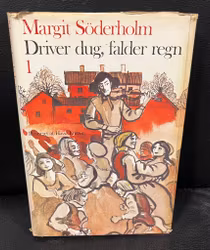 Margit Söderholm
Driver dug, falder regn
1